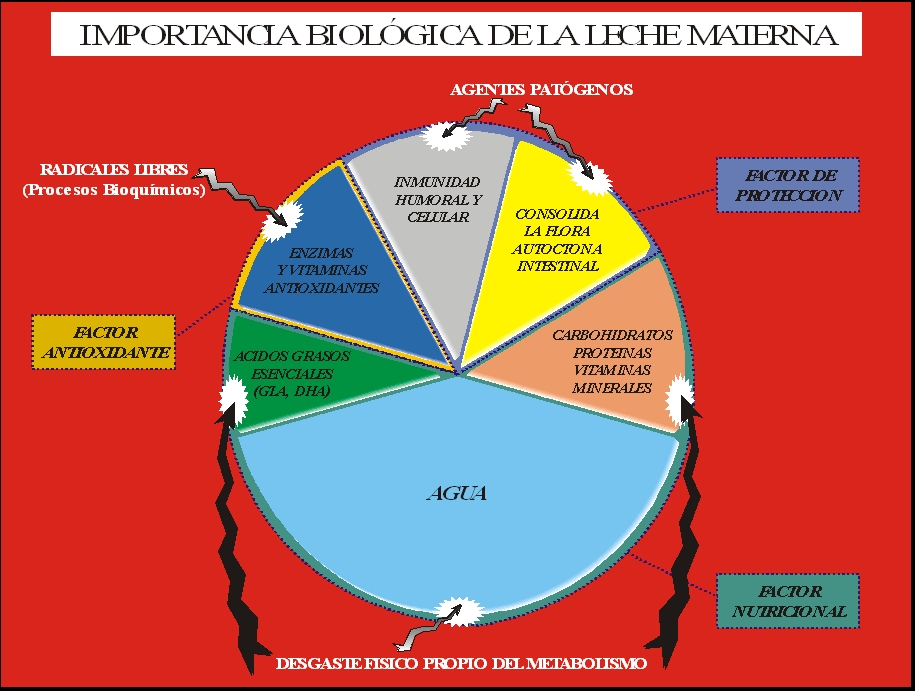 IMPORTANCIA BIOLÓGICA DE LA LECHE MATERNA
AGENTES PATÓGENOS
RADICALES LIBRES
(Procesos Bioquímicos)
INMUNIDAD
HUMORAL Y
CELULAR
CONSOLIDA
LA FLORA
AUTOCTONA
INTESTINAL
FACTOR DE
PROTECCION
ENZIMAS
Y VITAMINAS
ANTIOXIDANTES
FACTOR
ANTIOXIDANTE
ACIDOS GRASOS
ESENCIALES
(GLA, DHA)
CARBOHIDRATOS
PROTEINAS
VITAMINAS
MINERALES
AGUA
FACTOR
NUTRICIONAL
DESGASTE FISICO PROPIO DEL METABOLISMO